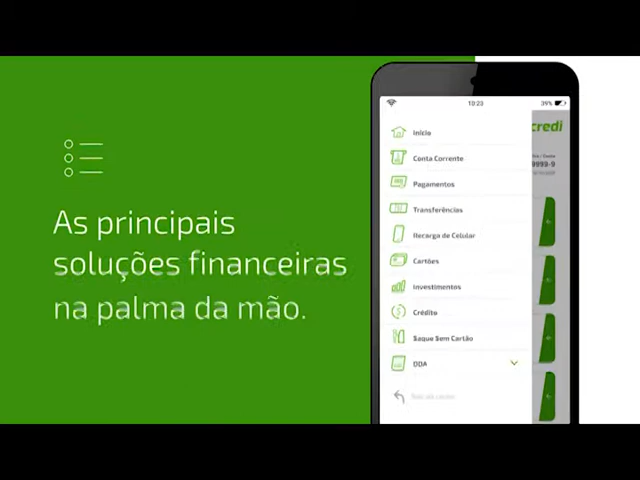 As principais
soluções financeiras
na palma da mão.
10:23
39%
credi
Início
Conta Corrente
Pagamentos
Transferências
Recarga de Celular
Cartões
Investimentos
Crédito
Saque Sem Cartão
DDA